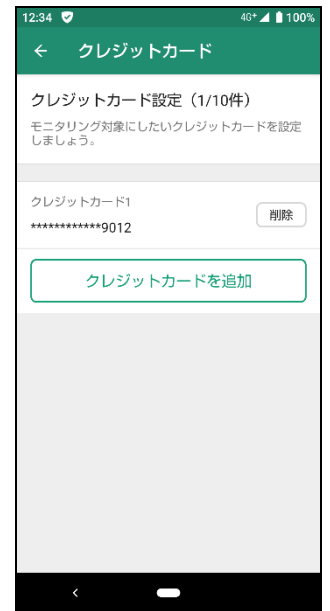 12:34 4G+ 100%
クレジットカード
クレジットカード設定（1/10件）
モニタリング対象にしたいクレジットカードを設定
しましょう。
クレジットカード1
************9012
削除
クレジットカードを追加